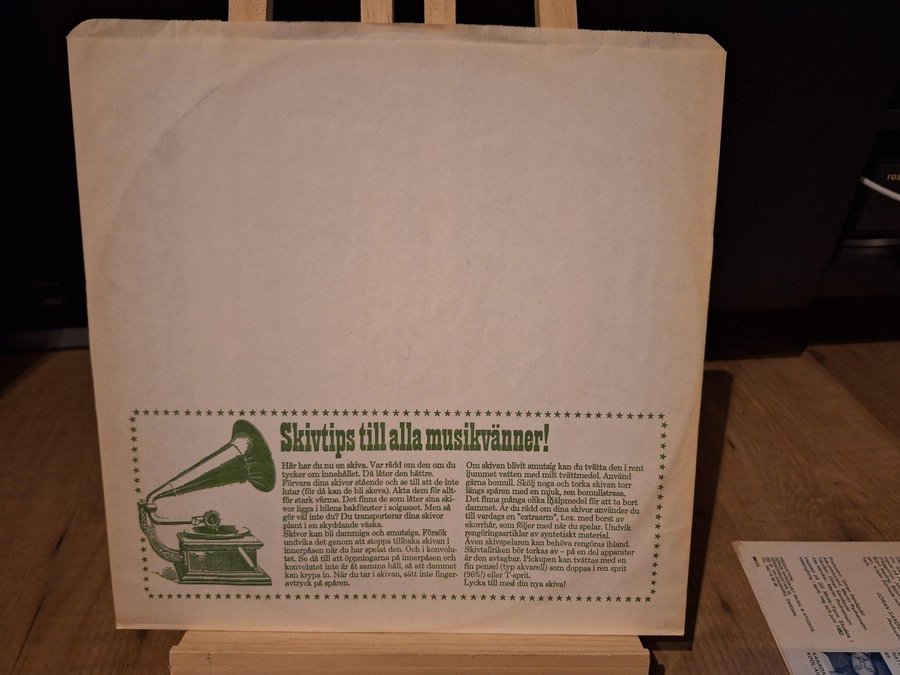 Skivtips till alla musikvänner!
Här har du nu en skiva. Var rädd om den om du
tycker om innehållet. Då låter den bättre.
Förvara dina skivor stående och se till att de inte
lutar (för då kan de bli skeva). Akta dem för allt-
för stark värme. Det finns de som låter sina ski-
vor ligga i bilens bakfönster i solgasset. Men så
gör väl inte du? Du transporterar dina skivor
plant i en skyddande väska.
Skivor kan bli dammiga och smutsiga. Försök
undvika det genom att stoppa tillbaka skivan i
innerpåsen när du har spelat den. Och i konvolu-
tet. Se då till att öppningarna på innerpåsen och
konvolutet inte är åt samma håll, så att dammet
kan krypa in. När du tar i skivan, sätt inte finger-
avtryck på spåren.
Om skivan blivit smutsig kan du tvätta den i rent
ljummet vatten med milt tvättmedel. Använd
gärna bomull. Skölj noga och torka skivan torr
längs spåren med en mjuk, ren bomullstrasa.
Det finns många olika hjälpmedel för att ta bort
dammet. Är du rädd om dina skivor använder du
till vardags en "extraarm", t.ex. med borst av
ekorrhår, som följer med när du spelar. Undvik
rengöringsartiklar av syntetiskt material.
Även skivspelaren kan behöva rengöras ibland.
Skivtallriken bör torkas av – på en del apparater
är den avtagbar. Pickupen kan tvättas med en
fin pensel (typ akvarell) som doppas i ren sprit
(96%!) eller T-sprit.
Lycka till med din nya skiva!